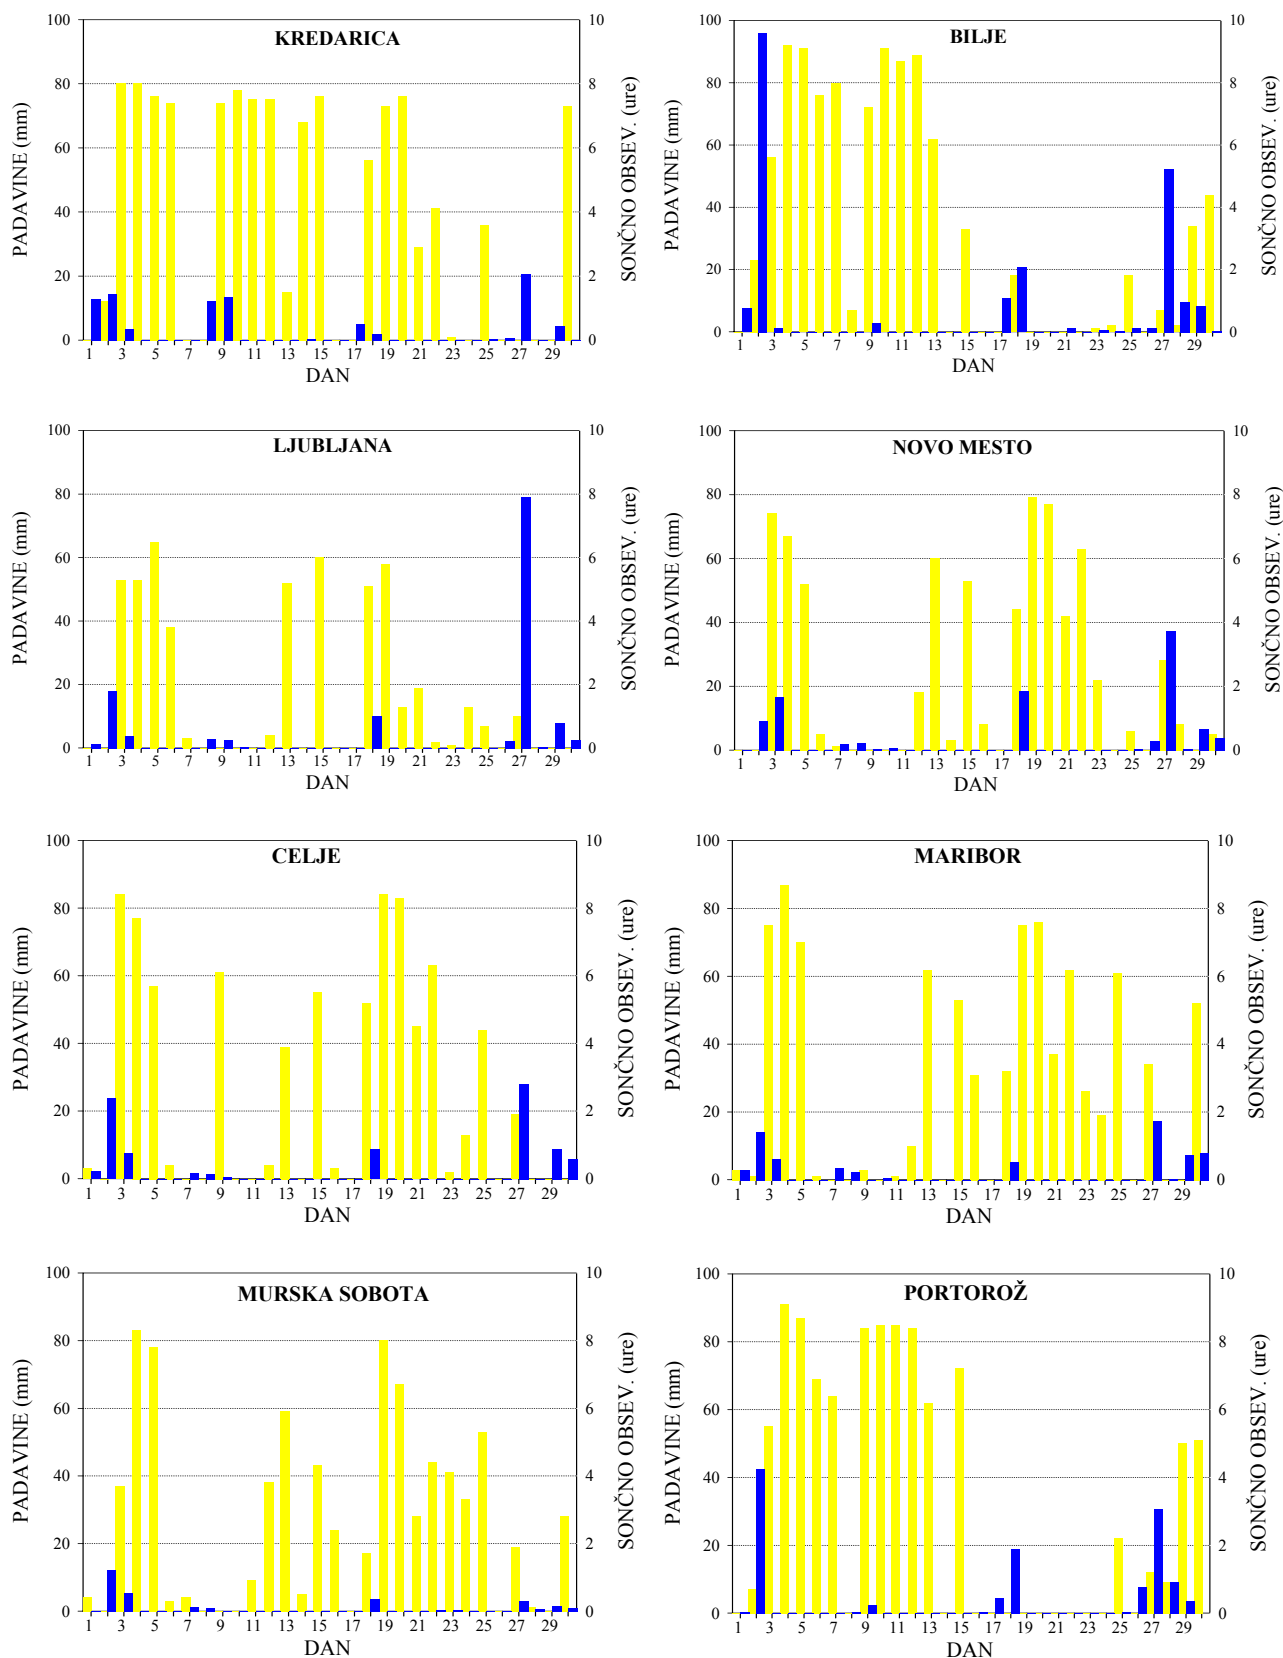 KREDARICA
PADAVINE (mm)
100
80
60
40
20
0
10
8
6
4
2
0
SONČNO OBSEV. (ure)
1 3 5 7 9 11 13 15 17 19 21 23 25 27 29
DAN
BILJE
PADAVINE (mm)
100
80
60
40
20
0
10
8
6
4
2
0
SONČNO OBSEV. (ure)
1 3 5 7 9 11 13 15 17 19 21 23 25 27 29
DAN
LJUBLJANA
PADAVINE (mm)
100
80
60
40
20
0
10
8
6
4
2
0
SONČNO OBSEV. (ure)
1 3 5 7 9 11 13 15 17 19 21 23 25 27 29
DAN
NOVO MESTO
PADAVINE (mm)
100
80
60
40
20
0
10
8
6
4
2
0
SONČNO OBSEV. (ure)
1 3 5 7 9 11 13 15 17 19 21 23 25 27 29
DAN
CELJE
PADAVINE (mm)
100
80
60
40
20
0
10
8
6
4
2
0
SONČNO OBSEV. (ure)
1 3 5 7 9 11 13 15 17 19 21 23 25 27 29
DAN
MARIBOR
PADAVINE (mm)
100
80
60
40
20
0
10
8
6
4
2
0
SONČNO OBSEV. (ure)
1 3 5 7 9 11 13 15 17 19 21 23 25 27 29
DAN
MURSKA SOBOTA
PADAVINE (mm)
100
80
60
40
20
0
10
8
6
4
2
0
SONČNO OBSEV. (ure)
1 3 5 7 9 11 13 15 17 19 21 23 25 27 29
DAN
PORTOROŽ
PADAVINE (mm)
100
80
60
40
20
0
10
8
6
4
2
0
SONČNO OBSEV. (ure)
1 3 5 7 9 11 13 15 17 19 21 23 25 27 29
DAN